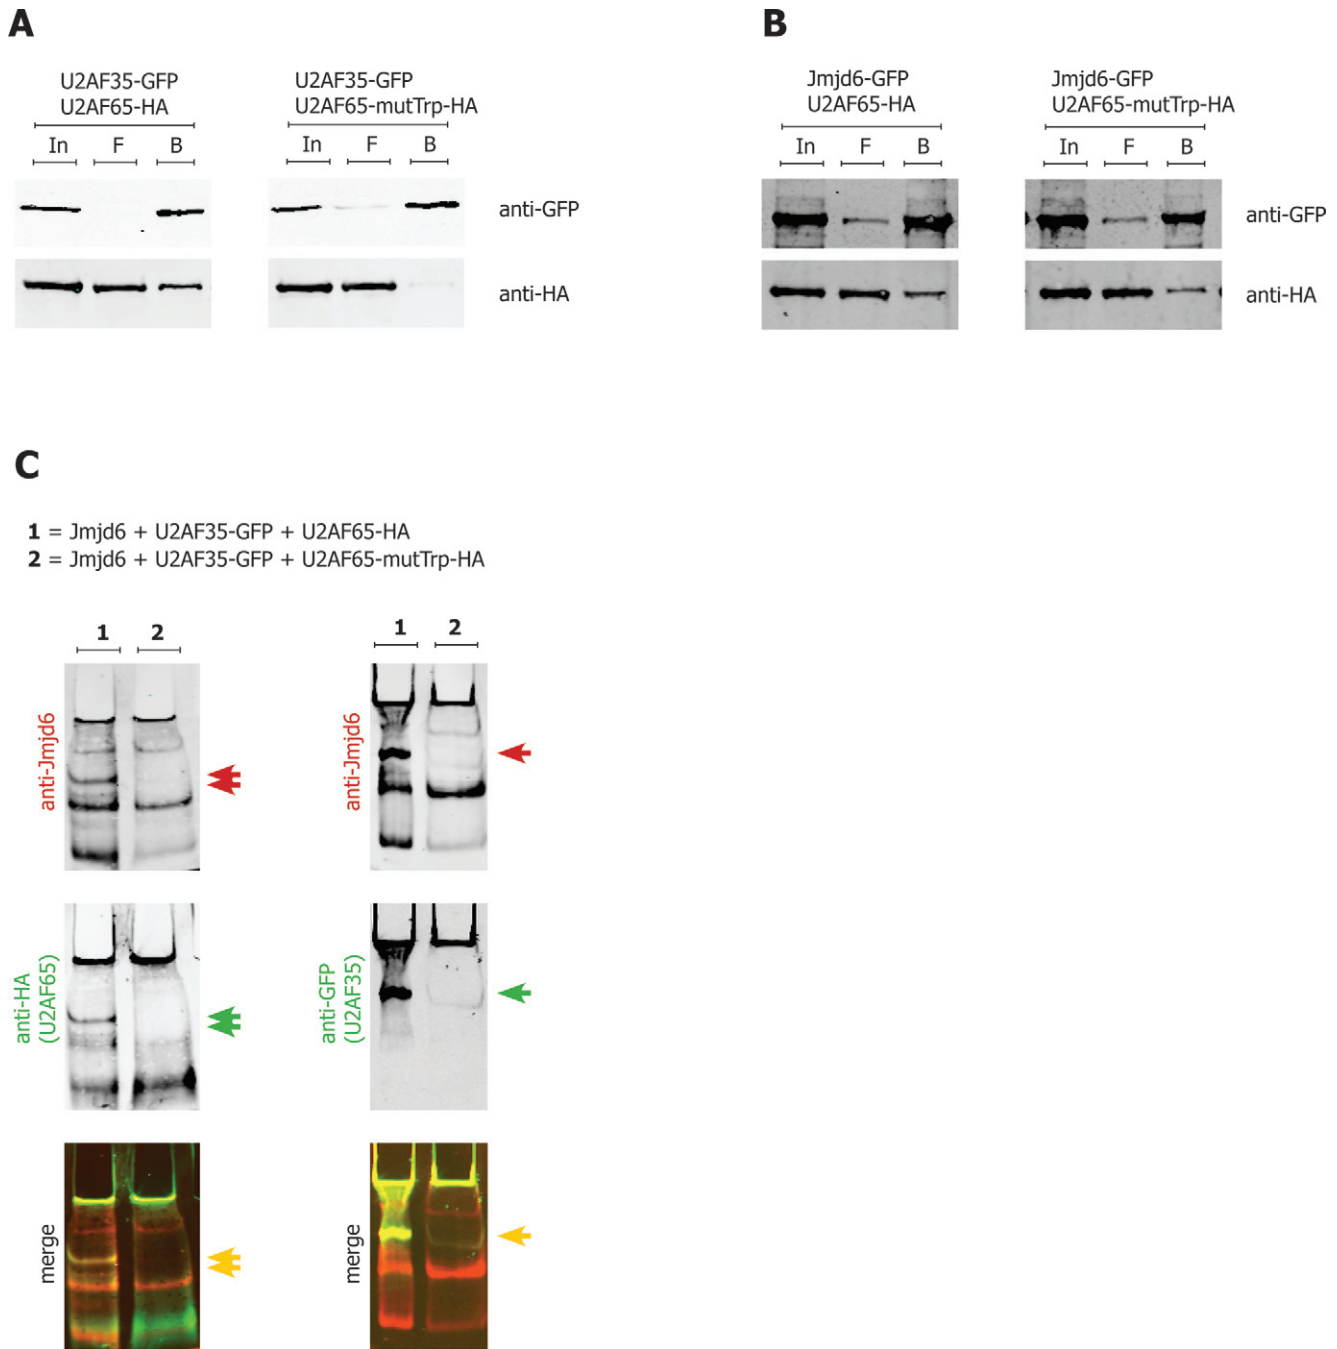 A
U2AF35-GFP
U2AF65-HA
In F B
U2AF35-GFP
U2AF65-mutTrp-HA
In F B
anti-GFP
anti-HA
B
Jmjd6-GFP
U2AF65-HA
In F B
Jmjd6-GFP
U2AF65-mutTrp-HA
In F B
anti-GFP
anti-HA
C
1 = Jmjd6 + U2AF35-GFP + U2AF65-HA
2 = Jmjd6 + U2AF35-GFP + U2AF65-mutTrp-HA
1 2
anti-Jmjd6
anti-HA
(U2AF65)
merge
1 2
anti-Jmjd6
anti-GFP
(U2AF35)
merge